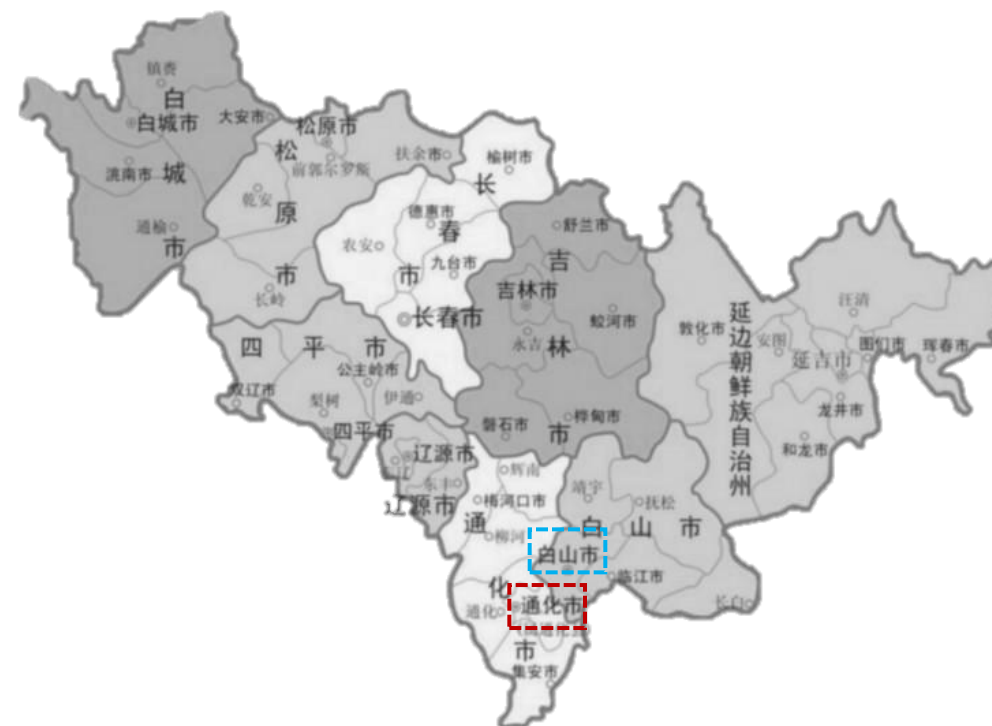 镇赉
白城市
白城市
大安市
洮南市
通榆
松原市
松原市
前郭尔罗斯
扶余市
乾安
长岭
长春市
榆树市
德惠市
农安
九台市
长春市
吉林市
舒兰市
吉林市
蛟河市
永吉
磐石市
桦甸市
四平市
公主岭市
双辽市
梨树
伊通
四平市
辽源市
东丰
辽源市
通化市
辉南
梅河口市
柳河
通化
通化市
集安市
白山市
靖宇
抚松
白山市
临江市
长白
延边朝鲜族自治州
敦化市
安图
汪清
延吉市
图们市
珲春市
龙井市
和龙市